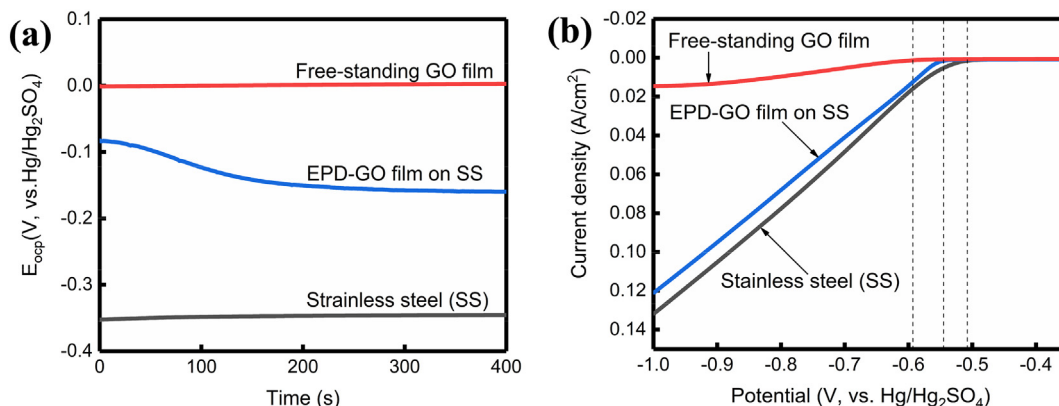 (a)
0.1
0.0
-0.1
-0.2
-0.3
-0.4
E_ocp(V, vs.Hg/Hg₂SO₄)
Free-standing GO film
EPD-GO film on SS
Strainless steel (SS)
0
100
200
300
400
Time (s)
(b)
-0.02
0.00
0.02
0.04
0.06
0.08
0.10
0.12
0.14
Current density (A/cm²)
Free-standing GO film
EPD-GO film on SS
Stainless steel (SS)
-1.0
-0.9
-0.8
-0.7
-0.6
-0.5
-0.4
Potential (V, vs. Hg/Hg₂SO₄)